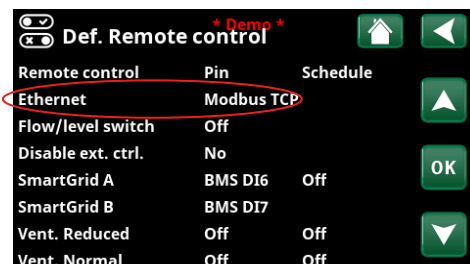 * Demo *
Def. Remote control
Remote control Pin Schedule
Ethernet Modbus TCP
Flow/level switch Off
Disable ext. ctrl. No
SmartGrid A BMS DI6 Off
OK
SmartGrid B BMS DI7
Vent. Reduced Off Off
Vent. Normal Off Off